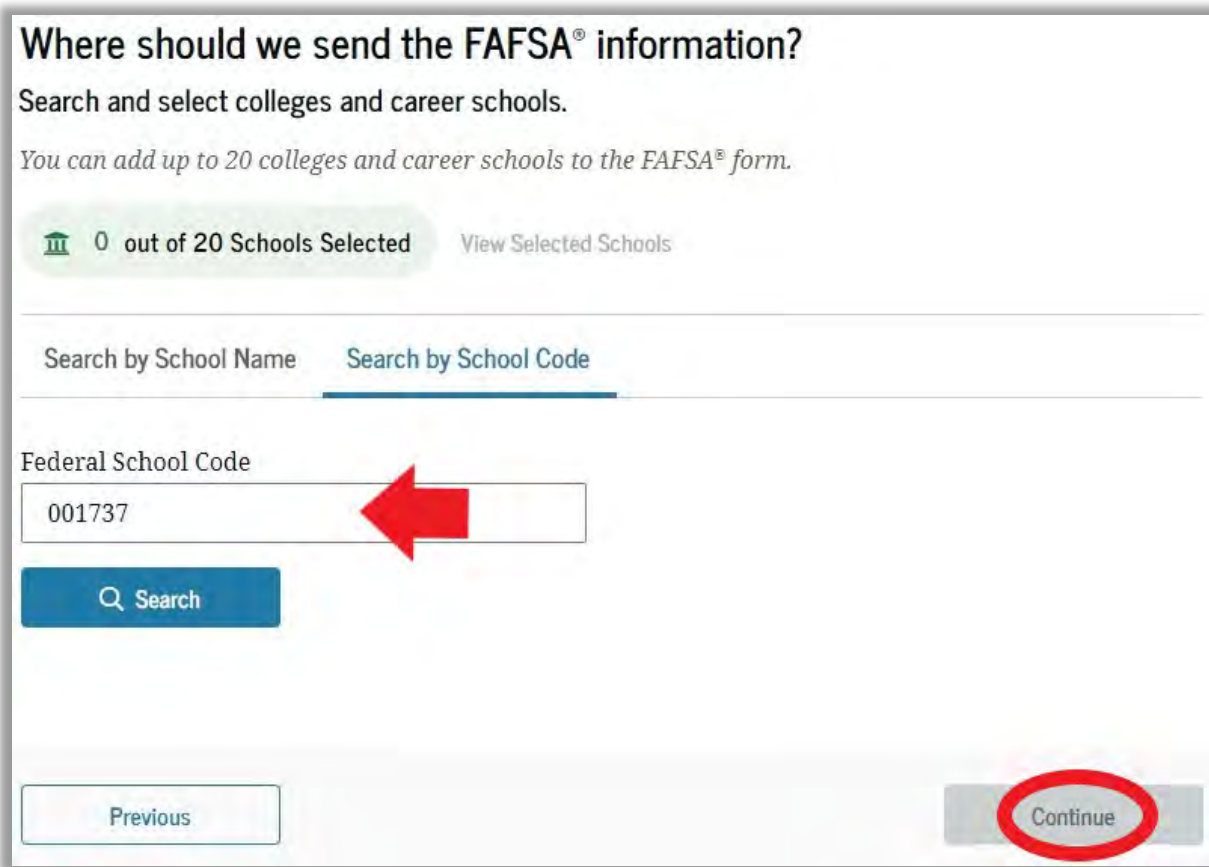 Where should we send the FAFSA® information?
Search and select colleges and career schools.
You can add up to 20 colleges and career schools to the FAFSA® form.
0 out of 20 Schools Selected View Selected Schools
Search by School Name Search by School Code
Federal School Code
001737
Search
Previous Continue